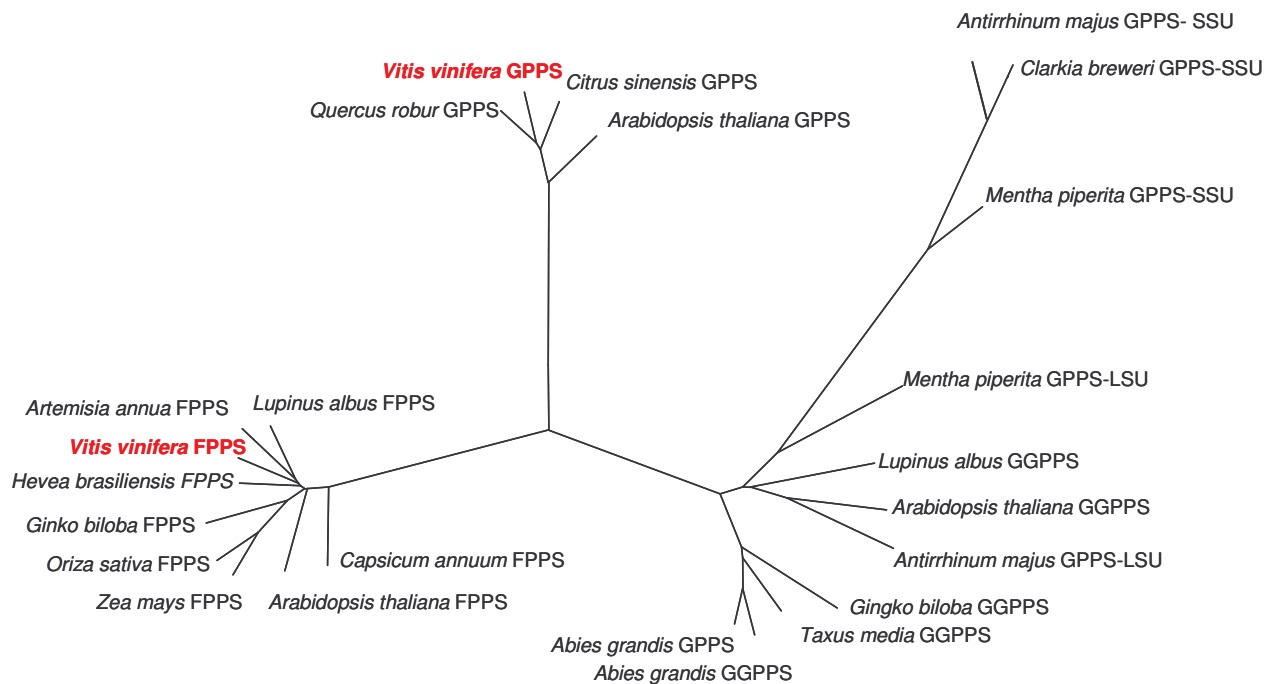 Antirrhinum majus GPPS- SSU
Vitis vinifera GPPS
Citrus sinensis GPPS
Clarkia breweri GPPS-SSU
Quercus robur GPPS
Arabidopsis thaliana GPPS
Mentha piperita GPPS-SSU
Mentha piperita GPPS-LSU
Artemisia annua FPPS
Lupinus albus FPPS
Vitis vinifera FPPS
Lupinus albus GGPPS
Hevea brasiliensis FPPS
Arabidopsis thaliana GGPPS
Ginko biloba FPPS
Antirrhinum majus GPPS-LSU
Oriza sativa FPPS
Capsicum annuum FPPS
Zea mays FPPS
Arabidopsis thaliana FPPS
Gingko biloba GGPPS
Taxus media GGPPS
Abies grandis GPPS
Abies grandis GGPPS